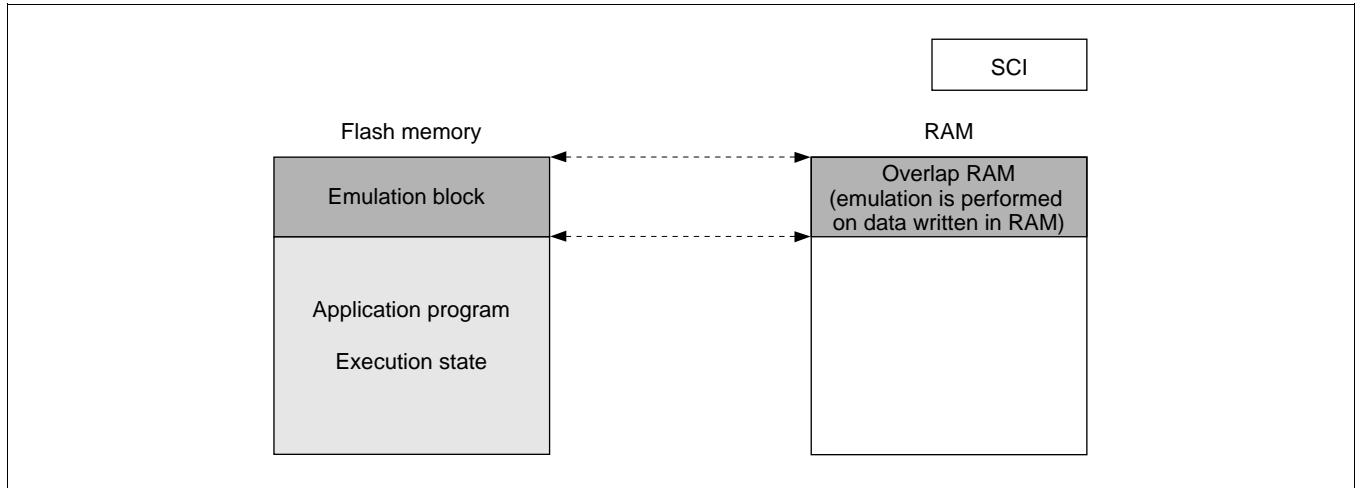 SCI
Flash memory
RAM
Emulation block
Overlap RAM
(emulation is performed
on data written in RAM)
Application program
Execution state